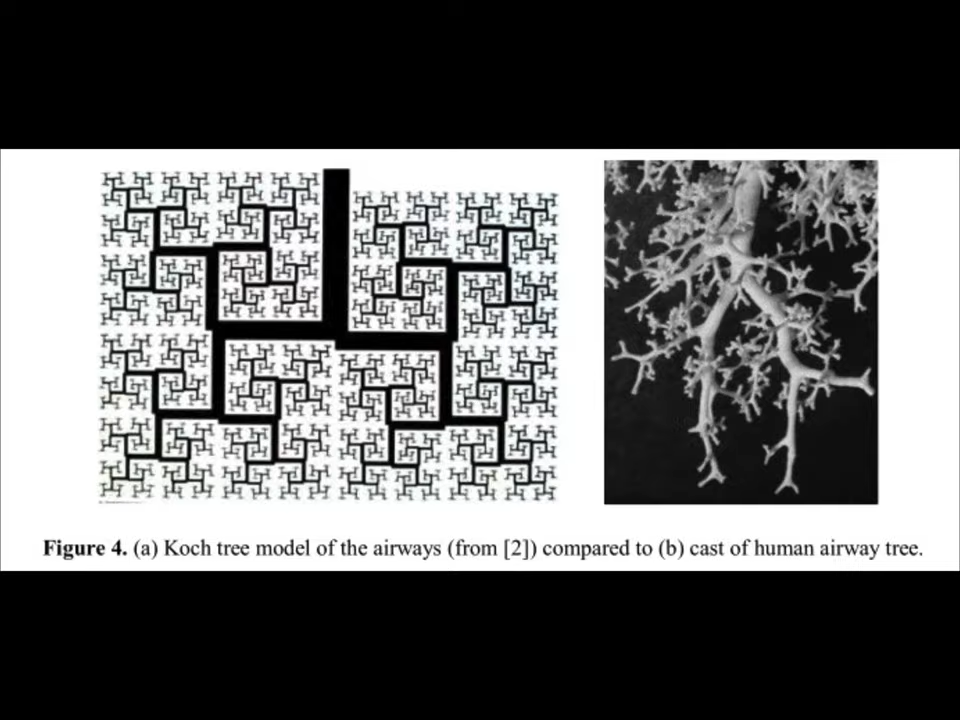 Figure 4. (a) Koch tree model of the airways (from [2]) compared to (b) cast of human airway tree.